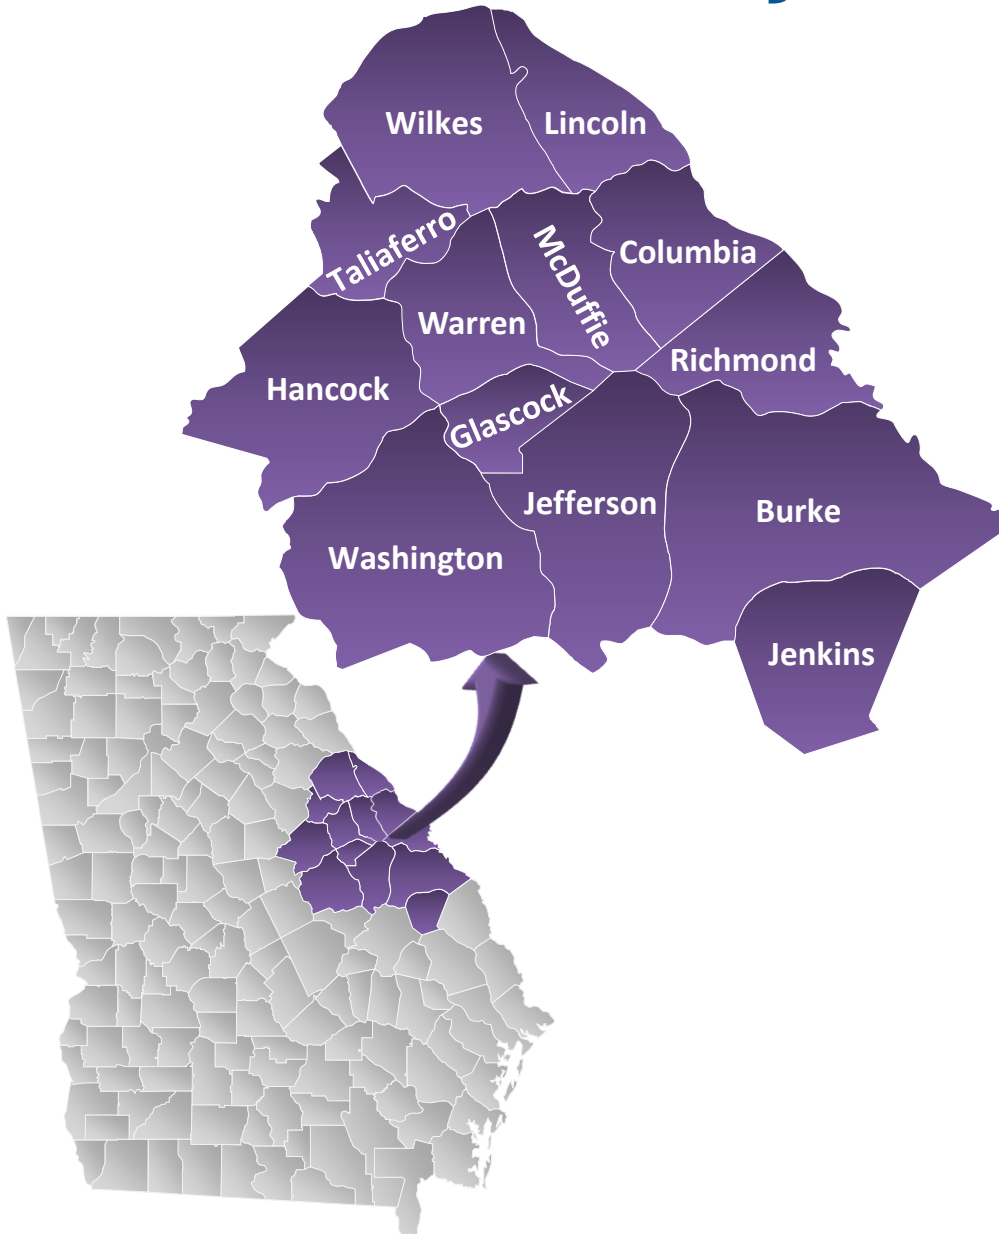 Wilkes
Lincoln
Taliaferro
McDuffie
Columbia
Warren
Richmond
Hancock
Glascock
Jefferson
Burke
Washington
Jenkins